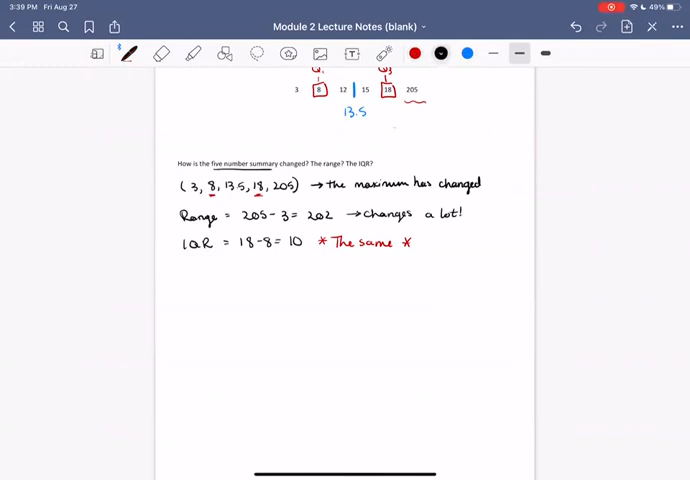 3:39 PM Fri Aug 27
49%
Module 2 Lecture Notes (blank)
Q1 Q3
3 8 12 15 18 205
13.5
How is the five number summary changed? The range? The IQR?
(3, 8, 13.5, 18, 205) → the maximum has changed
Range = 205 - 3 = 202 → changes a lot!
IQR = 18 - 8 = 10 * The same *